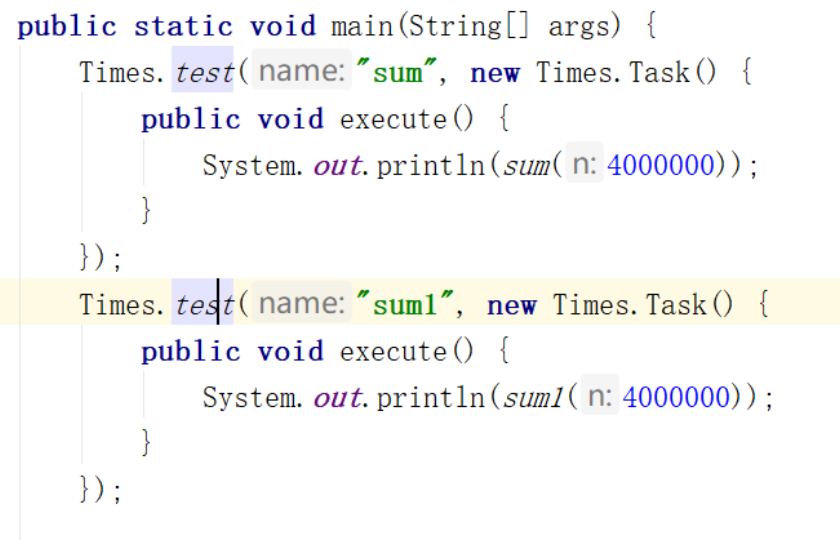 public static void main(String[] args) {
Times.test( name: "sum", new Times.Task() {
public void execute() {
System.out.println(sum( n: 4000000));
}
});
Times.test( name: "sum1", new Times.Task() {
public void execute() {
System.out.println(sum1( n: 4000000));
}
});